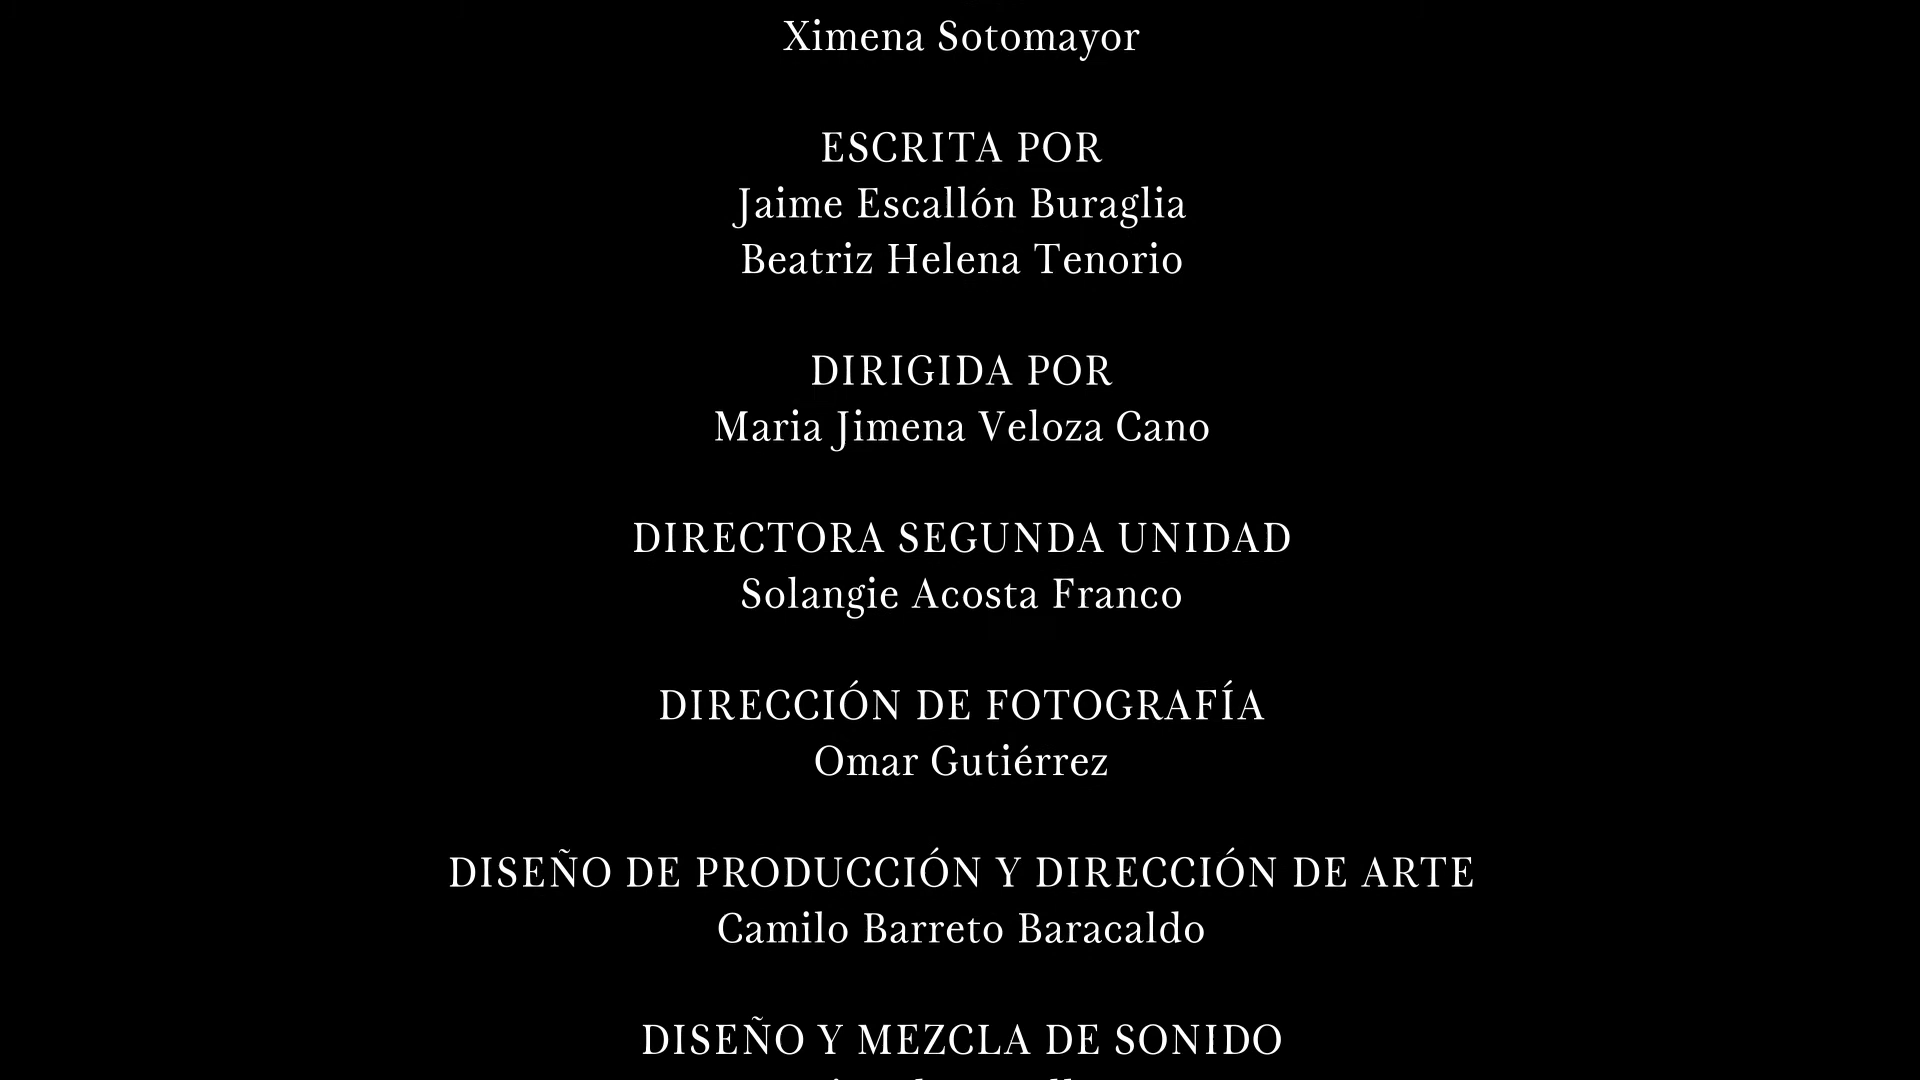 Ximena Sotomayor
ESCRITA POR
Jaime Escallón Buraglia
Beatriz Helena Tenorio
DIRIGIDA POR
Maria Jimena Veloza Cano
DIRECTORA SEGUNDA UNIDAD
Solangie Acosta Franco
DIRECCIÓN DE FOTOGRAFÍA
Omar Gutiérrez
DISEÑO DE PRODUCCIÓN Y DIRECCIÓN DE ARTE
Camilo Barreto Baracaldo
DISEÑO Y MEZCLA DE SONIDO